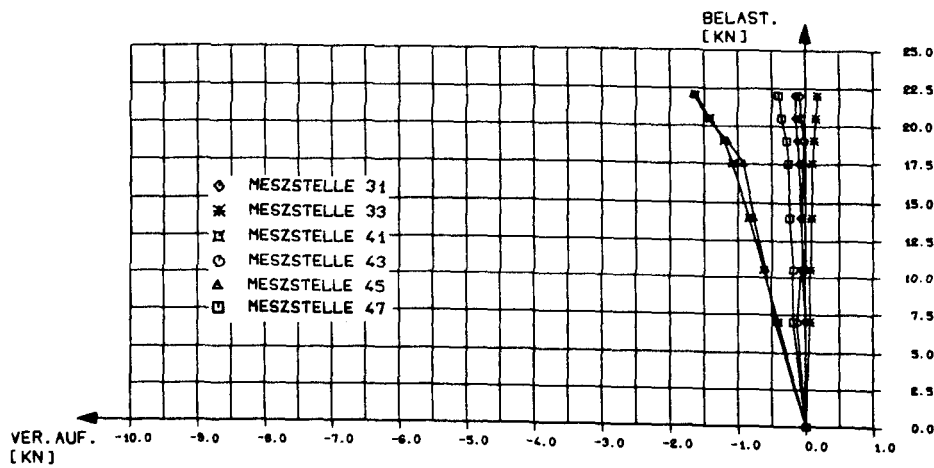 BELAST.
[KN]
25.0
22.5
20.0
17.5
15.0
12.5
10.0
7.5
5.0
2.5
0.0
MESZSTELLE 31
MESZSTELLE 33
MESZSTELLE 41
MESZSTELLE 43
MESZSTELLE 45
MESZSTELLE 47
VER.AUF.
[KN]
-10.0 -9.0 -8.0 -7.0 -6.0 -5.0 -4.0 -3.0 -2.0 -1.0 0.0 1.0